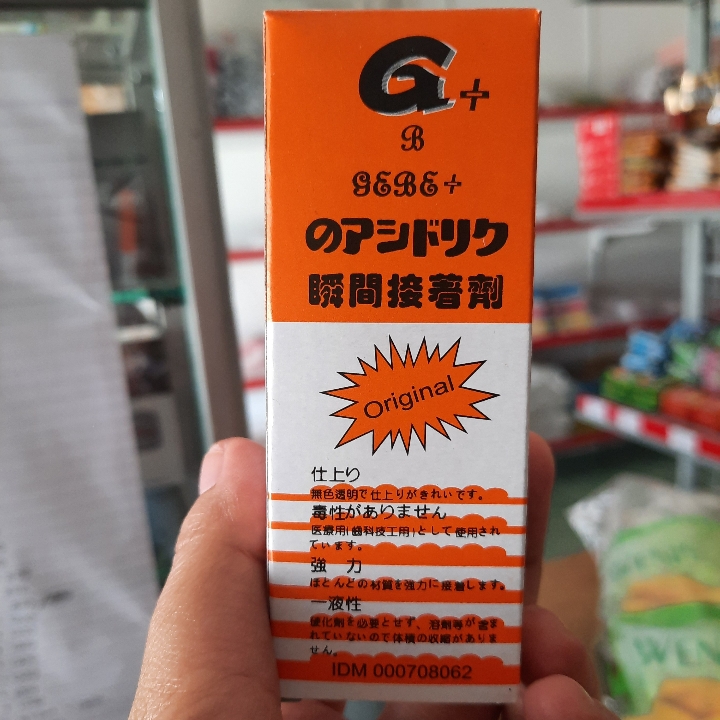 G+
B
GEBE+
のアシドリク
瞬間接着劑
Original
仕上り
無色透明で仕上りがきれいです。
毒性がありません
医療用(歯科技工用)として使用され
ています。
強 力
ほとんどの材質を強力に接着します。
一液性
硬化剤を必要とせず、溶剤等が含ま
れていないので体積の収縮がありま
せん。
IDM 000708062
WEN